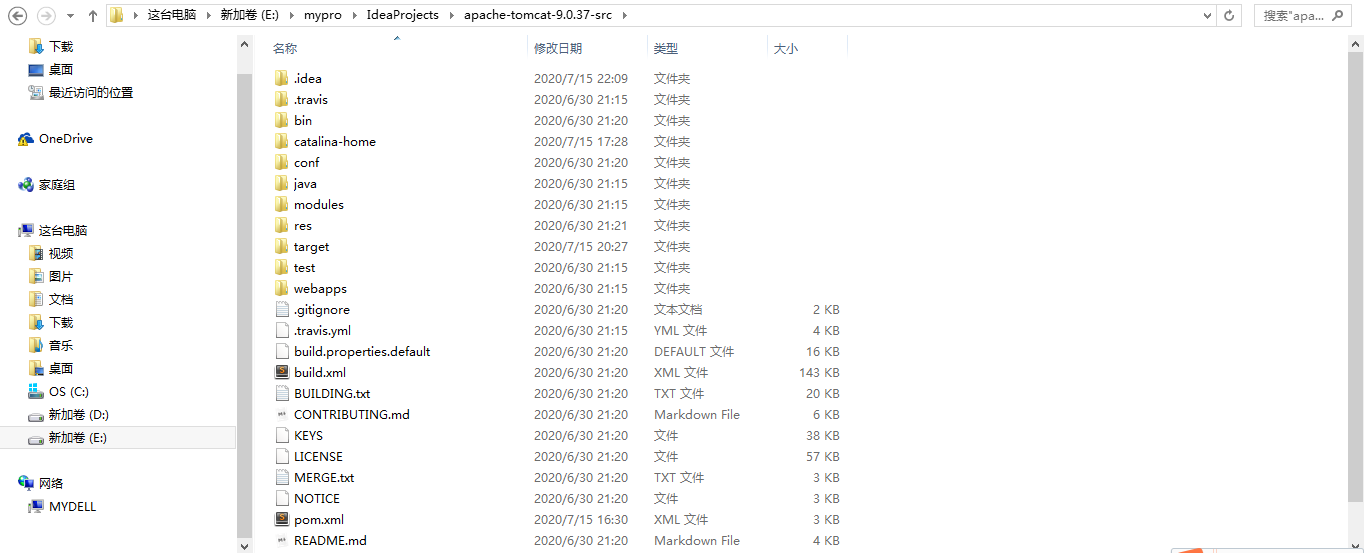 这台电脑 新加卷 (E:) mypro IdeaProjects apache-tomcat-9.0.37-src 搜索"apa...
下载
桌面
最近访问的位置
OneDrive
家庭组
这台电脑
视频
图片
文档
下载
音乐
桌面
OS (C:)
新加卷 (D:)
新加卷 (E:)
网络
MYDELL
名称 修改日期 类型 大小
.idea 2020/7/15 22:09 文件夹
.travis 2020/6/30 21:15 文件夹
bin 2020/6/30 21:20 文件夹
catalina-home 2020/7/15 17:28 文件夹
conf 2020/6/30 21:20 文件夹
java 2020/6/30 21:15 文件夹
modules 2020/6/30 21:15 文件夹
res 2020/6/30 21:21 文件夹
target 2020/7/15 20:27 文件夹
test 2020/6/30 21:15 文件夹
webapps 2020/6/30 21:15 文件夹
.gitignore 2020/6/30 21:20 文本文档 2 KB
.travis.yml 2020/6/30 21:15 YML 文件 4 KB
build.properties.default 2020/6/30 21:20 DEFAULT 文件 16 KB
build.xml 2020/6/30 21:20 XML 文件 143 KB
BUILDING.txt 2020/6/30 21:20 TXT 文件 20 KB
CONTRIBUTING.md 2020/6/30 21:20 Markdown File 6 KB
KEYS 2020/6/30 21:20 文件 38 KB
LICENSE 2020/6/30 21:20 文件 57 KB
MERGE.txt 2020/6/30 21:20 TXT 文件 3 KB
NOTICE 2020/6/30 21:20 文件 3 KB
pom.xml 2020/7/15 16:30 XML 文件 3 KB
README.md 2020/6/30 21:20 Markdown File 4 KB